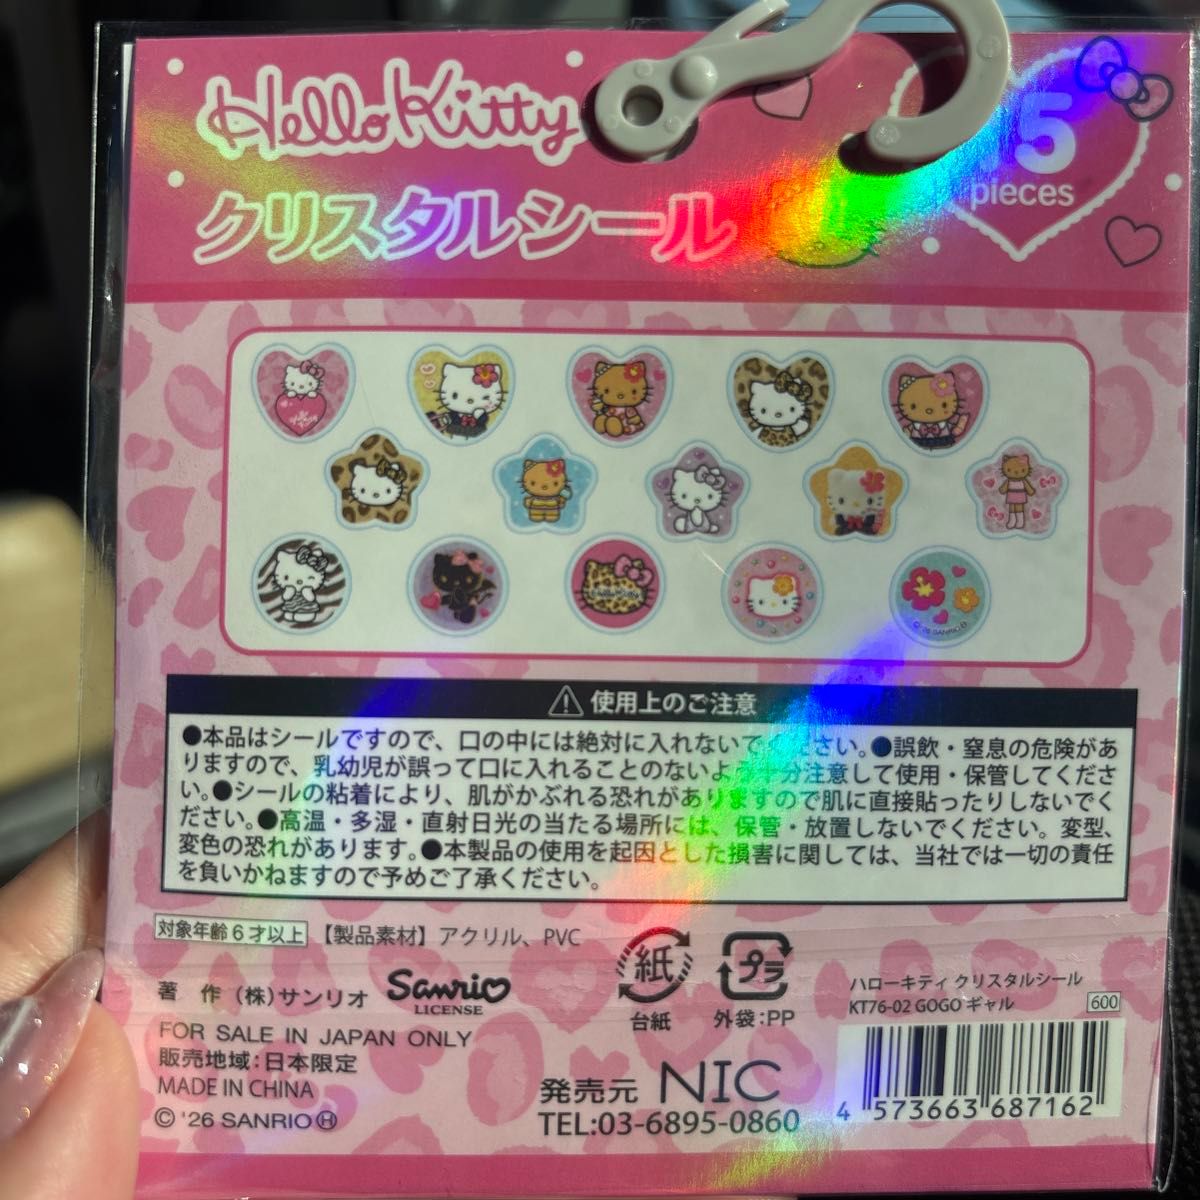 Hello Kitty
クリスタルシール
5
pieces
HelloKitty
SANRIO
⚠使用上のご注意
●本品はシールですので、口の中には絶対に入れないでください。●誤飲・窒息の危険があ
りますので、乳幼児が誤って口に入れることのないよう十分注意して使用・保管してくださ
い。●シールの粘着により、肌がかぶれる恐れがありますので肌に直接貼ったりしないでく
ださい。●高温・多湿・直射日光の当たる場所には、保管・放置しないでください。変型、
変色の恐れがあります。●本製品の使用を起因とした損害に関しては、当社では一切の責任
を負いかねますので予めご了承ください。
対象年齢6才以上 【製品素材】アクリル、PVC
著 作(株)サンリオ
Sanrio
LICENSE
FOR SALE IN JAPAN ONLY
販売地域:日本限定
MADE IN CHINA
© '26 SANRIO Ⓗ
紙
台紙
プラ
外袋:PP
発売元 NIC
TEL:03-6895-0860
ハローキティ クリスタルシール
KT76-02 GOGO ギャル 600
4 573663 687162